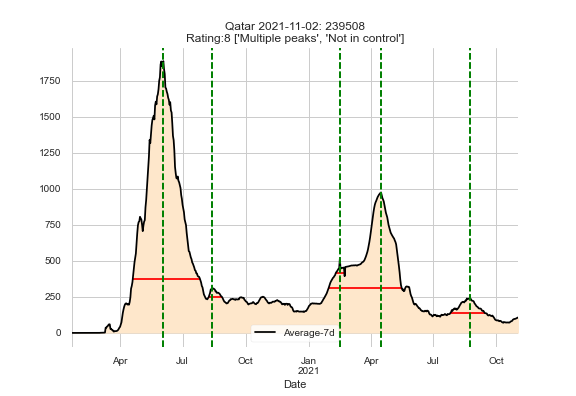 Qatar 2021-11-02: 239508
Rating:8 ['Multiple peaks', 'Not in control']
1750
1500
1250
1000
750
500
250
0
Average-7d
Apr
Jul
Oct
Jan
2021
Apr
Jul
Oct
Date